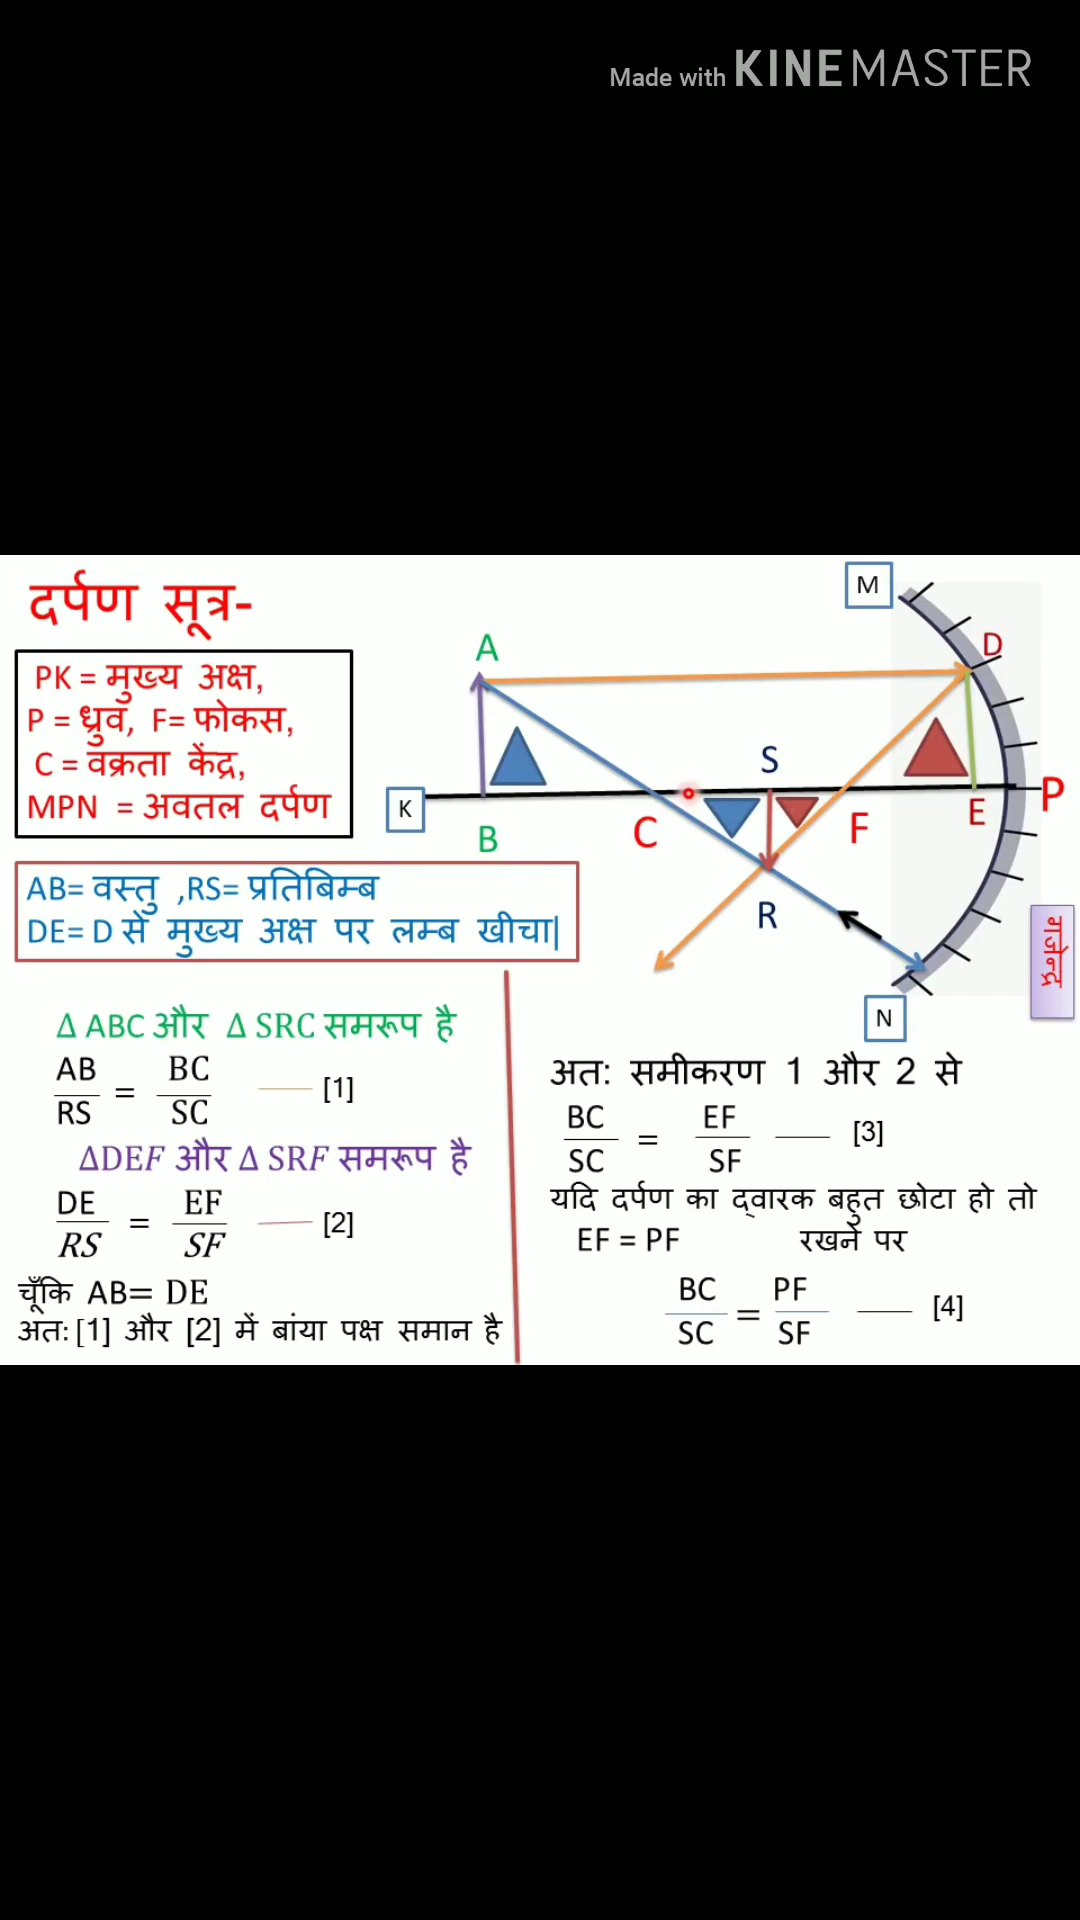 Made with KINEMASTER
दर्पण सूत्र-
PK = मुख्य अक्ष,
P = ध्रुव, F= फोकस,
C = वक्रता केंद्र,
MPN = अवतल दर्पण
M
A
D
S
K
P
B
C
F
E
R
N
गजेन्द्र
AB= वस्तु ,RS= प्रतिबिम्ब
DE= D से मुख्य अक्ष पर लम्ब खीचा|
Δ ABC और Δ SRC समरूप है
AB/RS = BC/SC —— [1]
ΔDEF और Δ SRF समरूप है
DE/RS = EF/SF —— [2]
चूँकि AB= DE
अतः [1] और [2] में बांया पक्ष समान है
अत: समीकरण 1 और 2 से
BC/SC = EF/SF —— [3]
यदि दर्पण का द्वारक बहुत छोटा हो तो
EF = PF रखने पर
BC/SC = PF/SF —— [4]